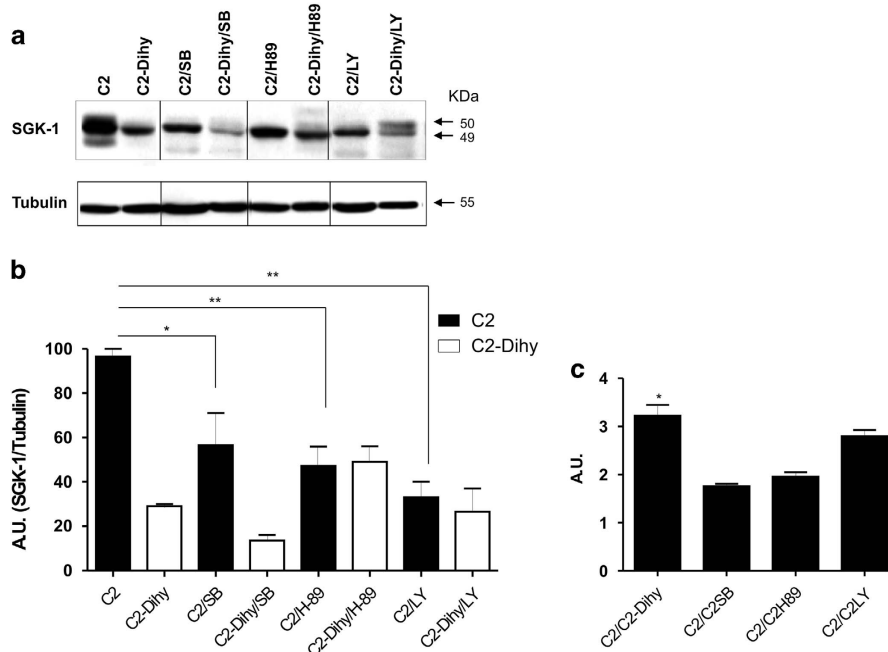 a
C2
C2-Dihy
C2/SB
C2-Dihy/SB
C2/H89
C2-Dihy/H89
C2/LY
C2-Dihy/LY
KDa
SGK-1
50
49
Tubulin
55
b
**
**
*
C2
C2-Dihy
A.U. (SGK-1/Tubulin)
100
80
60
40
20
0
C2
C2-Dihy
C2/SB
C2-Dihy/SB
C2/H-89
C2-Dihy/H-89
C2/LY
C2-Dihy/LY
c
*
A.U.
4
3
2
1
0
C2/C2-Dihy
C2/C2SB
C2/C2H89
C2/C2LY